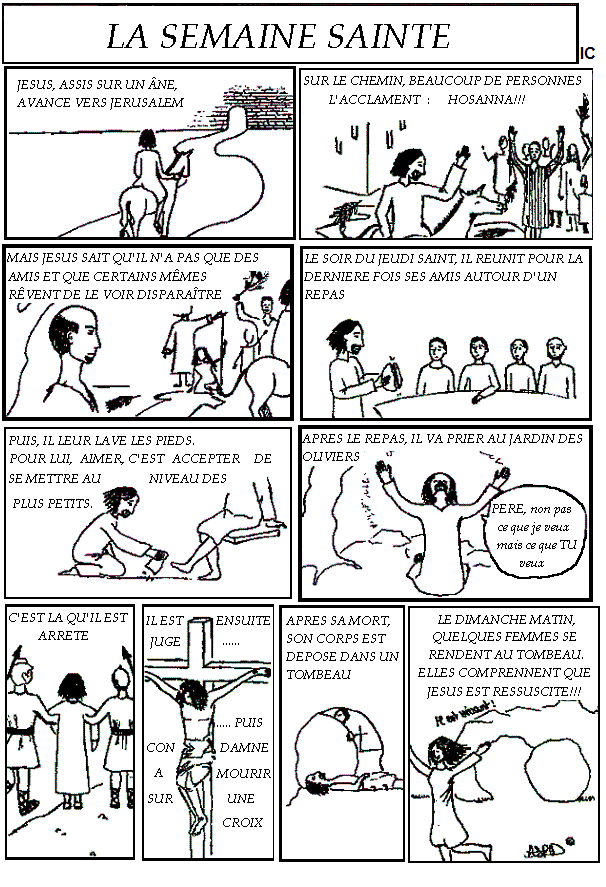 LA SEMAINE SAINTE
IC
JESUS, ASSIS SUR UN ÂNE,
AVANCE VERS JERUSALEM
SUR LE CHEMIN, BEAUCOUP DE PERSONNES
L'ACCLAMENT : HOSANNA!!!
MAIS JESUS SAIT QU'IL N'A PAS QUE DES
AMIS ET QUE CERTAINS MÊMES
RÊVENT DE LE VOIR DISPARAÎTRE
LE SOIR DU JEUDI SAINT, IL REUNIT POUR LA
DERNIERE FOIS SES AMIS AUTOUR D'UN
REPAS
PUIS, IL LEUR LAVE LES PIEDS.
POUR LUI, AIMER, C'EST ACCEPTER DE
SE METTRE AU NIVEAU DES
PLUS PETITS.
APRES LE REPAS, IL VA PRIER AU JARDIN DES
OLIVIERS
PERE, non pas
ce que je veux
mais ce que TU
veux
C'EST LA QU'IL EST
ARRETE
IL EST ENSUITE
JUGE ......
..... PUIS
CON DAMNE
A MOURIR
SUR UNE
CROIX
APRES SA MORT,
SON CORPS EST
DEPOSE DANS UN
TOMBEAU
LE DIMANCHE MATIN,
QUELQUES FEMMES SE
RENDENT AU TOMBEAU.
ELLES COMPRENNENT QUE
JESUS EST RESSUSCITE!!!
Il est vivant !